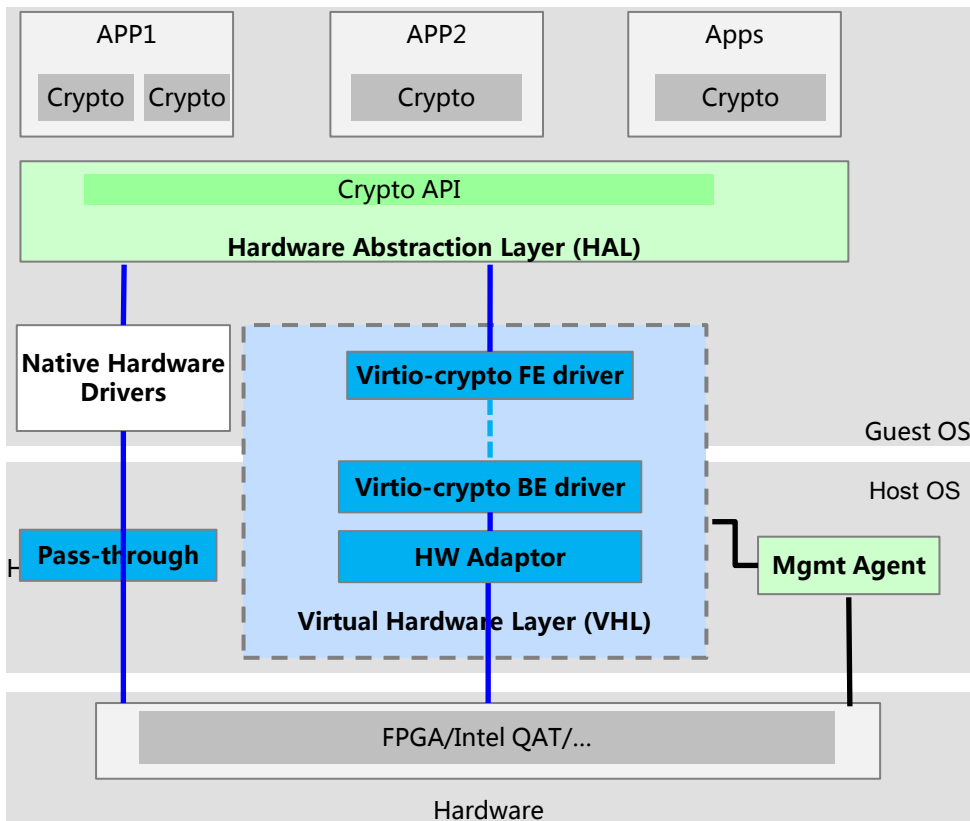 APP1
APP2
Apps
Crypto
Crypto
Crypto
Crypto
Crypto API
Hardware Abstraction Layer (HAL)
Native Hardware
Drivers
Virtio-crypto FE driver
Guest OS
Virtio-crypto BE driver
Host OS
Pass-through
HW Adaptor
Mgmt Agent
Virtual Hardware Layer (VHL)
FPGA/Intel QAT/...
Hardware